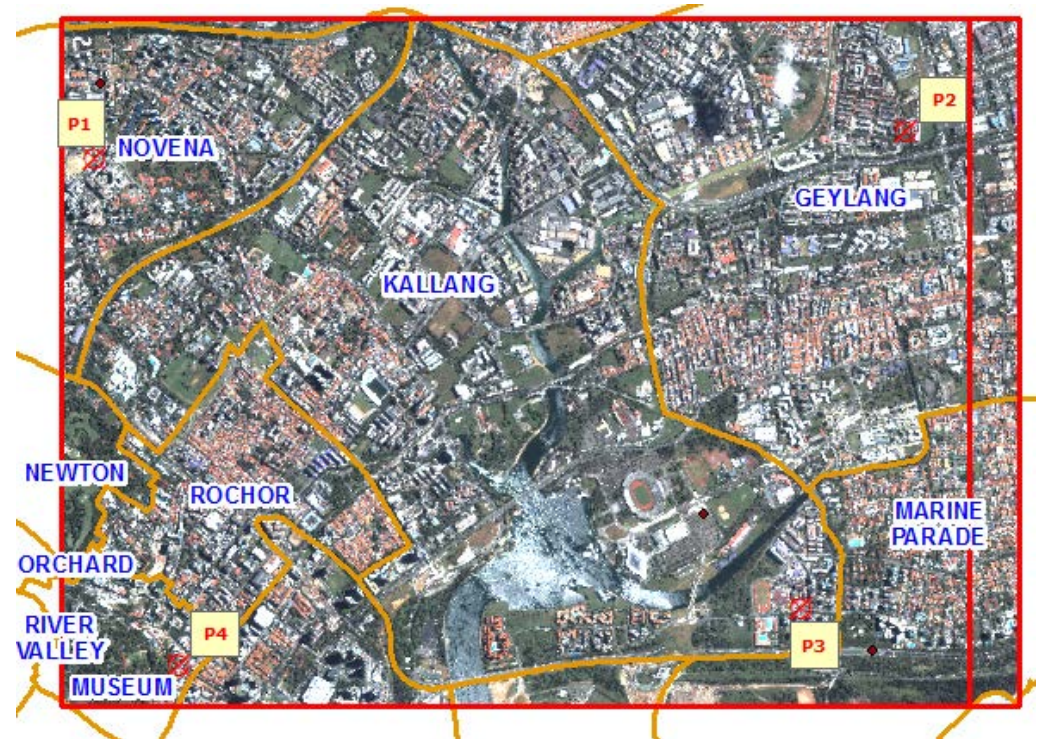 P1
P2
NOVENA
GEYLANG
KALLANG
NEWTON
ROCHOR
MARINE
PARADE
ORCHARD
RIVER
VALLEY
P4
P3
MUSEUM